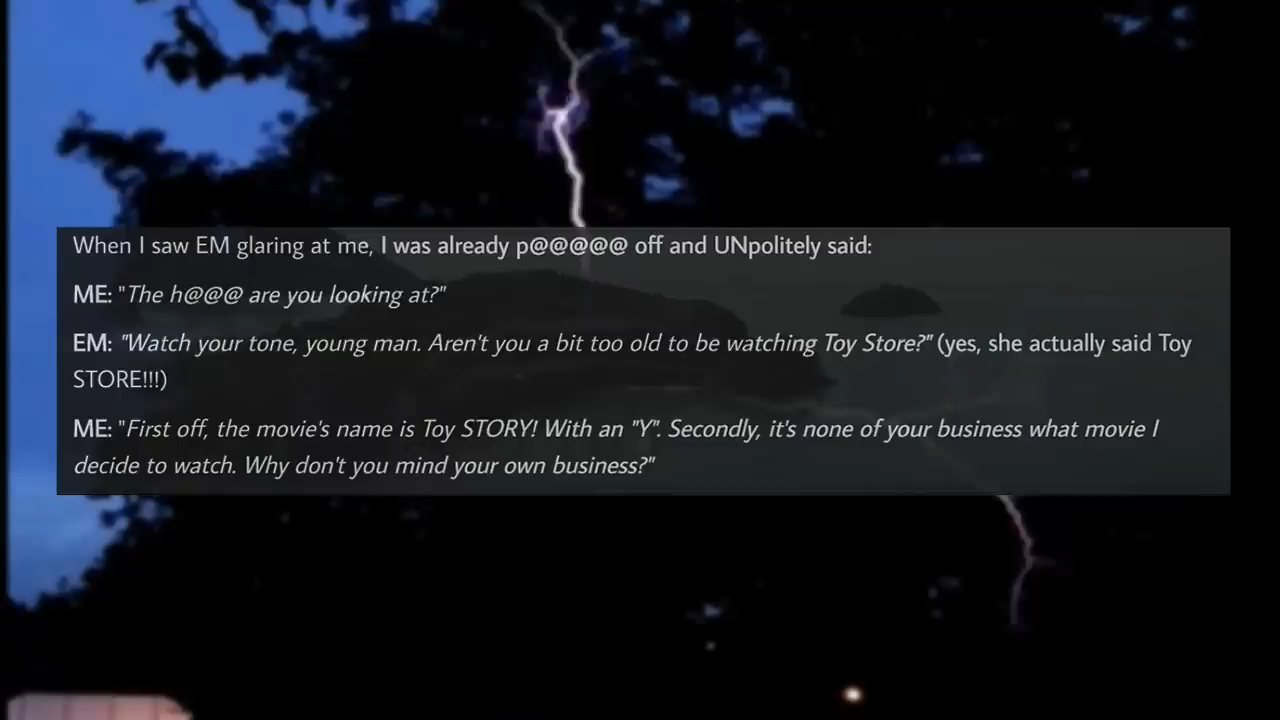 When I saw EM glaring at me, I was already p@@@@@ off and UNpolitely said:
ME: "The h@@@ are you looking at?"
EM: "Watch your tone, young man. Aren't you a bit too old to be watching Toy Store?" (yes, she actually said Toy
STORE!!!)
ME: "First off, the movie's name is Toy STORY! With an "Y". Secondly, it's none of your business what movie I
decide to watch. Why don't you mind your own business?"